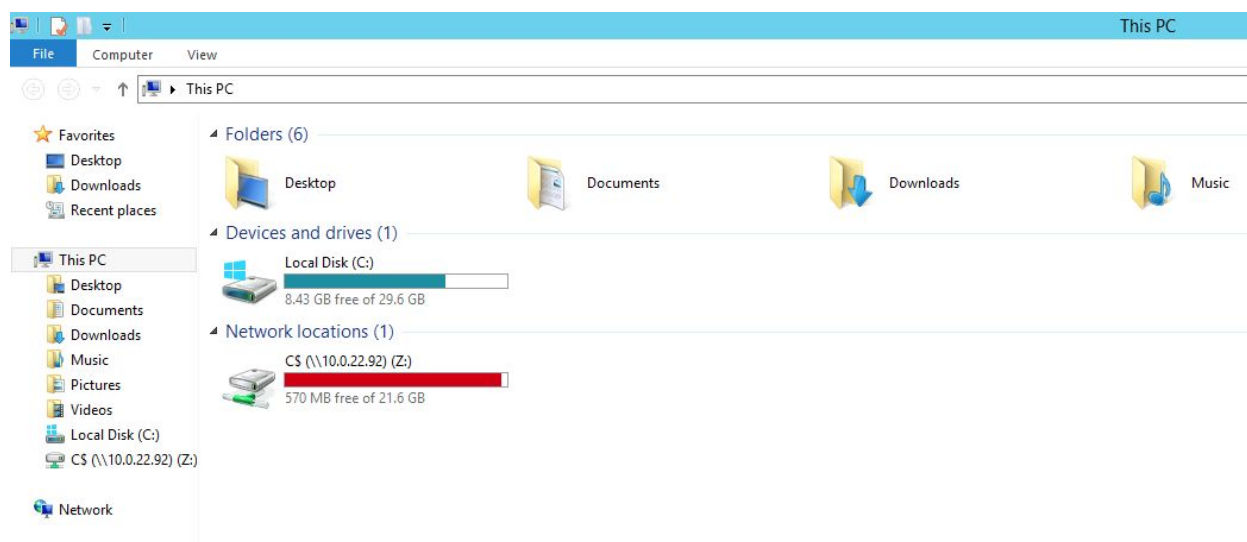 This PC
File Computer View
This PC
Favorites
Desktop
Downloads
Recent places
This PC
Desktop
Documents
Downloads
Music
Pictures
Videos
Local Disk (C:)
C$ (\\10.0.22.92) (Z:)
Network
Folders (6)
Desktop Documents Downloads Music
Devices and drives (1)
Local Disk (C:)
8.43 GB free of 29.6 GB
Network locations (1)
C$ (\\10.0.22.92) (Z:)
570 MB free of 21.6 GB